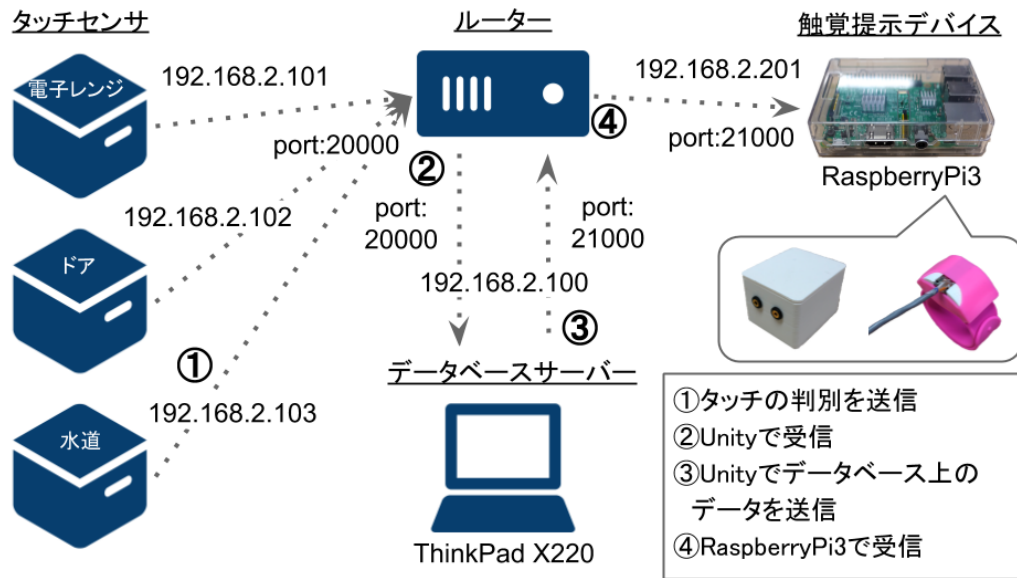 タッチセンサ
ルーター
触覚提示デバイス
電子レンジ
192.168.2.101
192.168.2.201
port:20000
port:21000
④
②
RaspberryPi3
192.168.2.102
port:
20000
port:
21000
ドア
192.168.2.100
③
①
データベースサーバー
192.168.2.103
水道
ThinkPad X220
①タッチの判別を送信
②Unityで受信
③Unityでデータベース上の
データを送信
④RaspberryPi3で受信